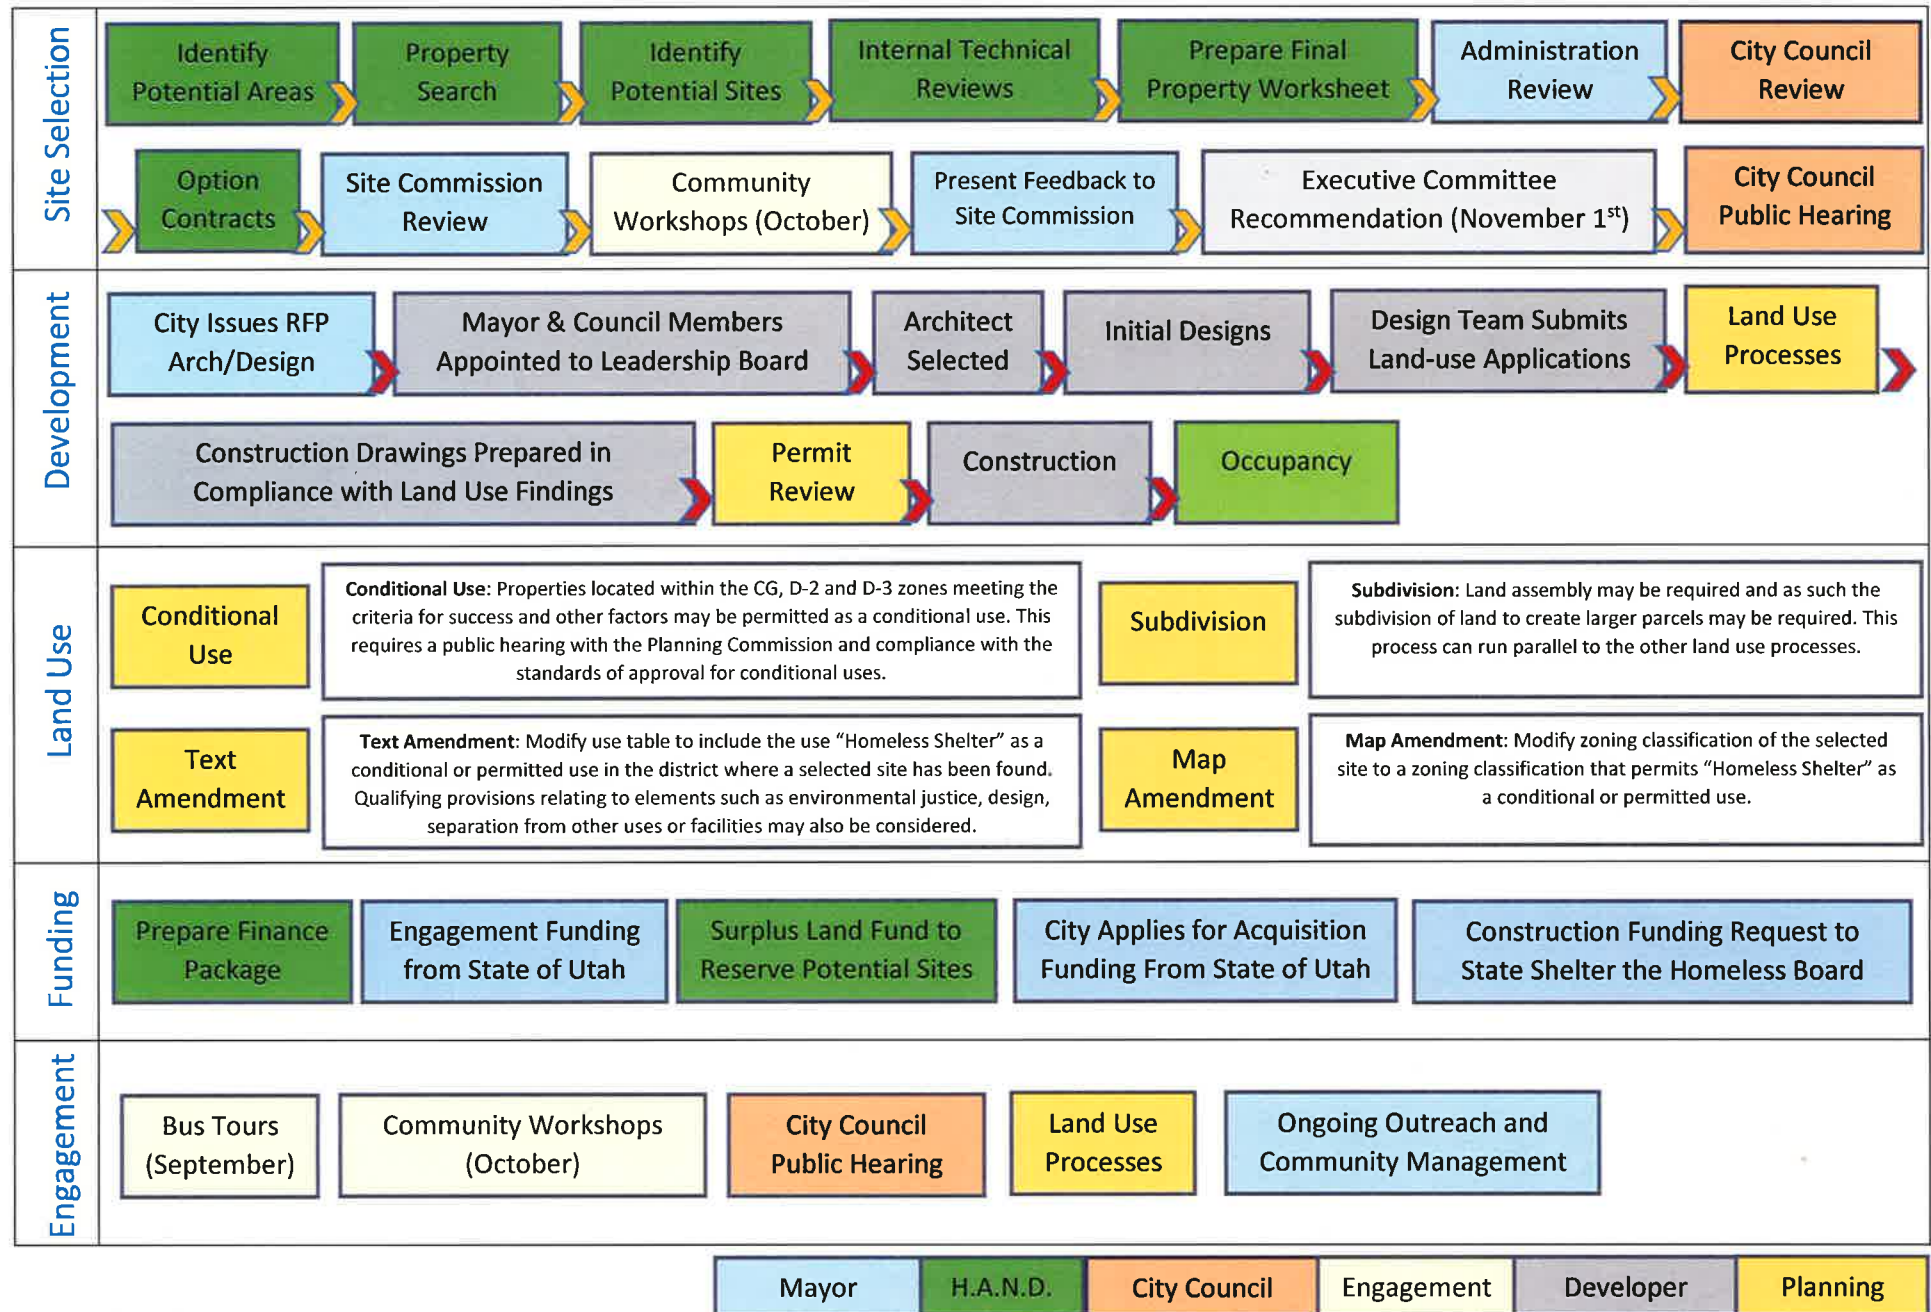 Site Selection
Identify
Potential Areas
Property
Search
Identify
Potential Sites
Internal Technical
Reviews
Prepare Final
Property Worksheet
Administration
Review
City Council
Review
Option
Contracts
Site Commission
Review
Community
Workshops (October)
Present Feedback to
Site Commission
Executive Committee
Recommendation (November 1st)
City Council
Public Hearing
Development
City Issues RFP
Arch/Design
Mayor & Council Members
Appointed to Leadership Board
Architect
Selected
Initial Designs
Design Team Submits
Land-use Applications
Land Use
Processes
Construction Drawings Prepared in
Compliance with Land Use Findings
Permit
Review
Construction
Occupancy
Land Use
Conditional
Use
Conditional Use: Properties located within the CG, D-2 and D-3 zones meeting the
criteria for success and other factors may be permitted as a conditional use. This
requires a public hearing with the Planning Commission and compliance with the
standards of approval for conditional uses.
Subdivision
Subdivision: Land assembly may be required and as such the
subdivision of land to create larger parcels may be required. This
process can run parallel to the other land use processes.
Text
Amendment
Text Amendment: Modify use table to include the use “Homeless Shelter” as a
conditional or permitted use in the district where a selected site has been found.
Qualifying provisions relating to elements such as environmental justice, design,
separation from other uses or facilities may also be considered.
Map
Amendment
Map Amendment: Modify zoning classification of the selected
site to a zoning classification that permits “Homeless Shelter” as
a conditional or permitted use.
Funding
Prepare Finance
Package
Engagement Funding
from State of Utah
Surplus Land Fund to
Reserve Potential Sites
City Applies for Acquisition
Funding From State of Utah
Construction Funding Request to
State Shelter the Homeless Board
Engagement
Bus Tours
(September)
Community Workshops
(October)
City Council
Public Hearing
Land Use
Processes
Ongoing Outreach and
Community Management
Mayor
H.A.N.D.
City Council
Engagement
Developer
Planning